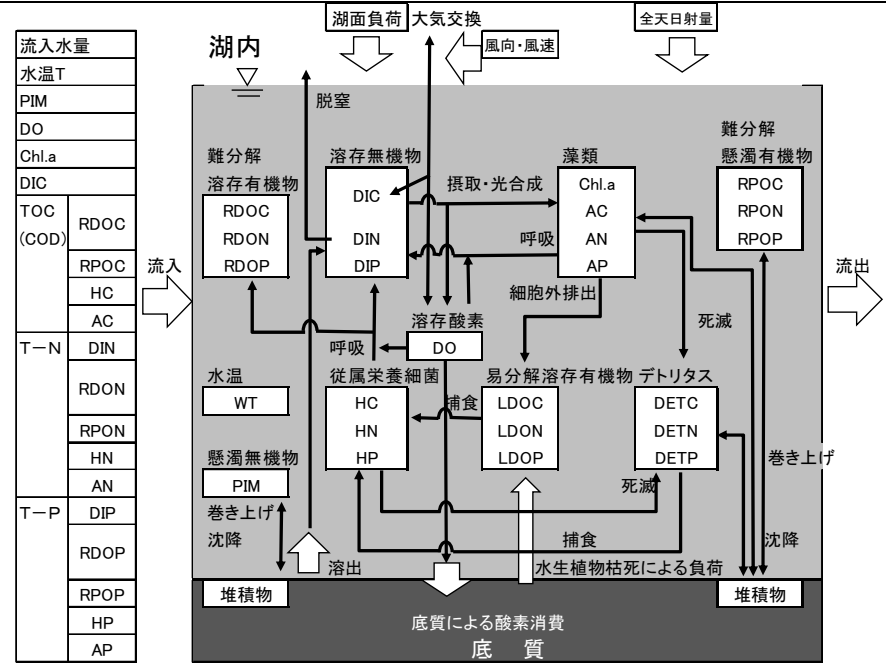 湖面負荷
大気交換
全天日射量
風向・風速
流入水量
水温T
PIM
DO
Chl.a
DIC
TOC
(COD)
RDOC
RPOC
HC
AC
T－N
DIN
RDON
RPON
HN
AN
T－P
DIP
RDOP
RPOP
HP
AP
流入
湖内
脱窒
難分解
溶存有機物
RDOC
RDON
RDOP
溶存無機物
DIC
DIN
DIP
摂取・光合成
呼吸
藻類
Chl.a
AC
AN
AP
難分解
懸濁有機物
RPOC
RPON
RPOP
流出
細胞外排出
死滅
溶存酸素
DO
呼吸
水温
WT
従属栄養細菌
HC
HN
HP
捕食
易分解溶存有機物
LDOC
LDON
LDOP
デトリタス
DETC
DETN
DETP
懸濁無機物
PIM
巻き上げ
沈降
溶出
死滅
捕食
水生植物枯死による負荷
巻き上げ
沈降
堆積物
堆積物
底質による酸素消費
底　質